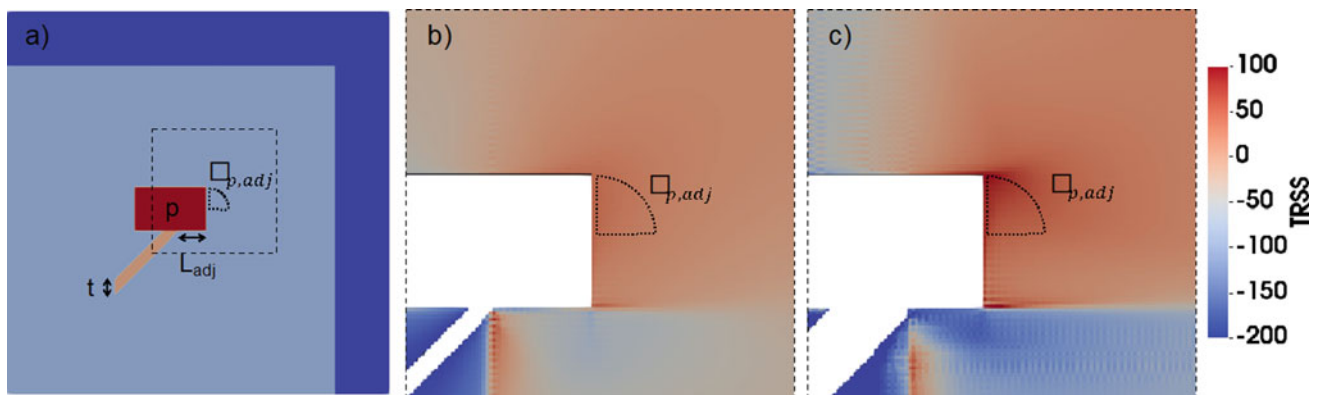 a)
□p,adj
p
Ladj
t
b)
□p,adj
c)
□p,adj
100
50
0
-50
-100
-150
-200
TRSS